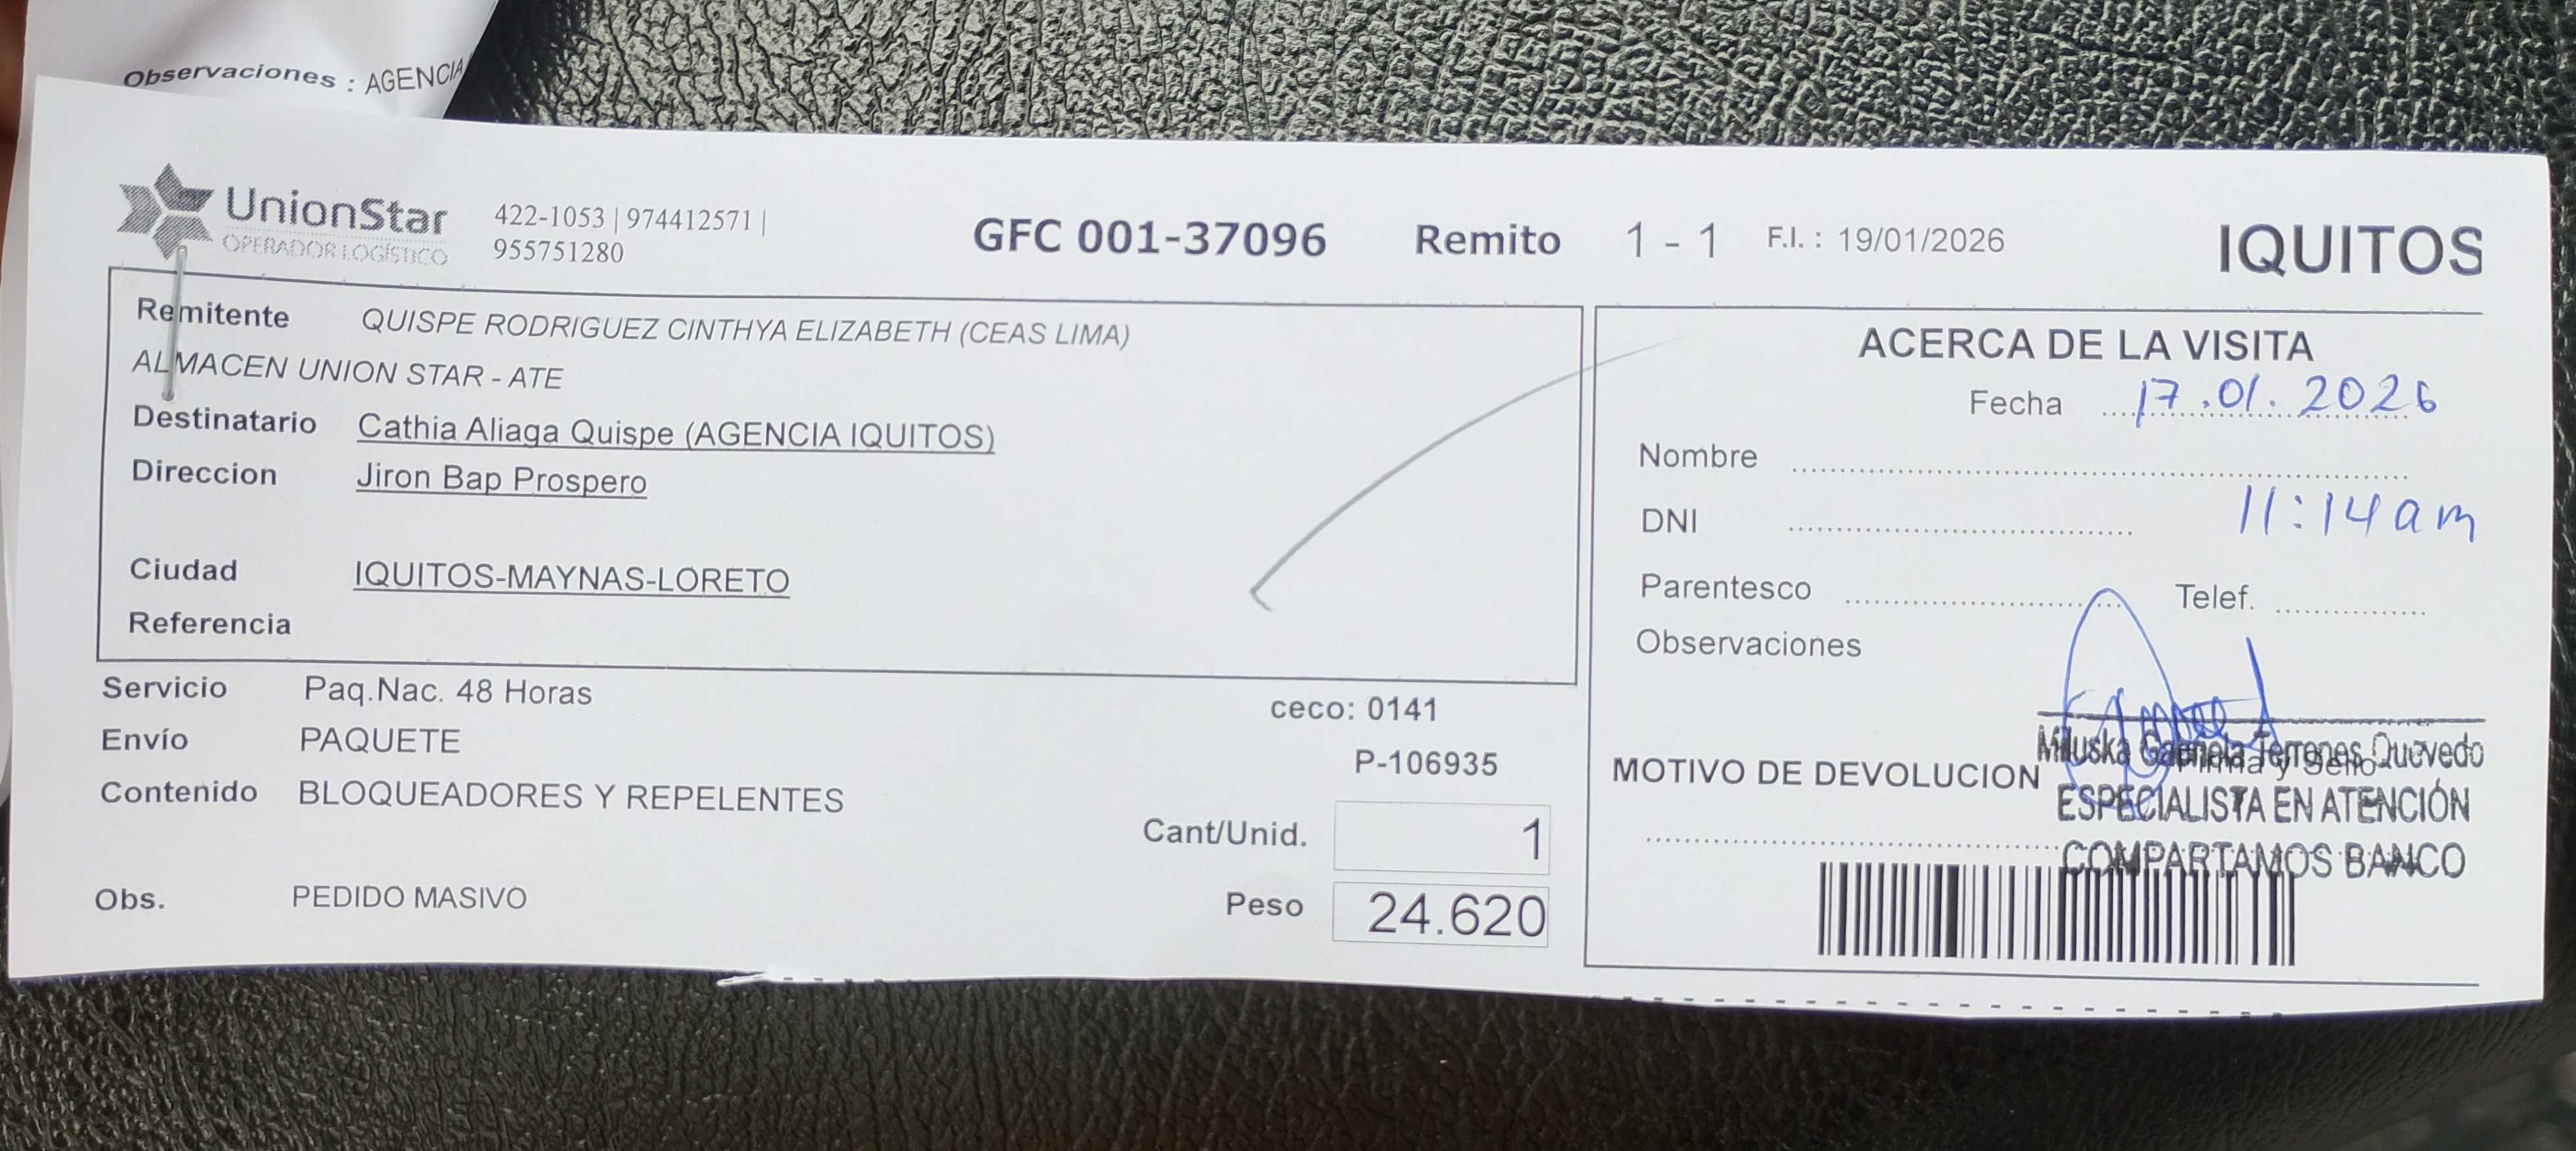 Observaciones : AGENCIA
UnionStar
OPERADOR LOGÍSTICO
422-1053 | 974412571 |
955751280
GFC 001-37096 Remito 1 - 1 F.I. : 19/01/2026 IQUITOS
Remitente QUISPE RODRIGUEZ CINTHYA ELIZABETH (CEAS LIMA)
ALMACEN UNION STAR - ATE
Destinatario Cathia Aliaga Quispe (AGENCIA IQUITOS)
Direccion Jiron Bap Prospero
Ciudad IQUITOS-MAYNAS-LORETO
Referencia
Servicio Paq.Nac. 48 Horas
ceco: 0141
Envío PAQUETE
P-106935
Contenido BLOQUEADORES Y REPELENTES
Cant/Unid. 1
Obs. PEDIDO MASIVO
Peso 24.620
ACERCA DE LA VISITA
Fecha 17.01.2026
Nombre
DNI 11:14am
Parentesco Telef.
Observaciones
Miluska Gabriela Terrones Quevedo
Firma y Sello
MOTIVO DE DEVOLUCION
ESPECIALISTA EN ATENCIÓN
COMPARTAMOS BANCO